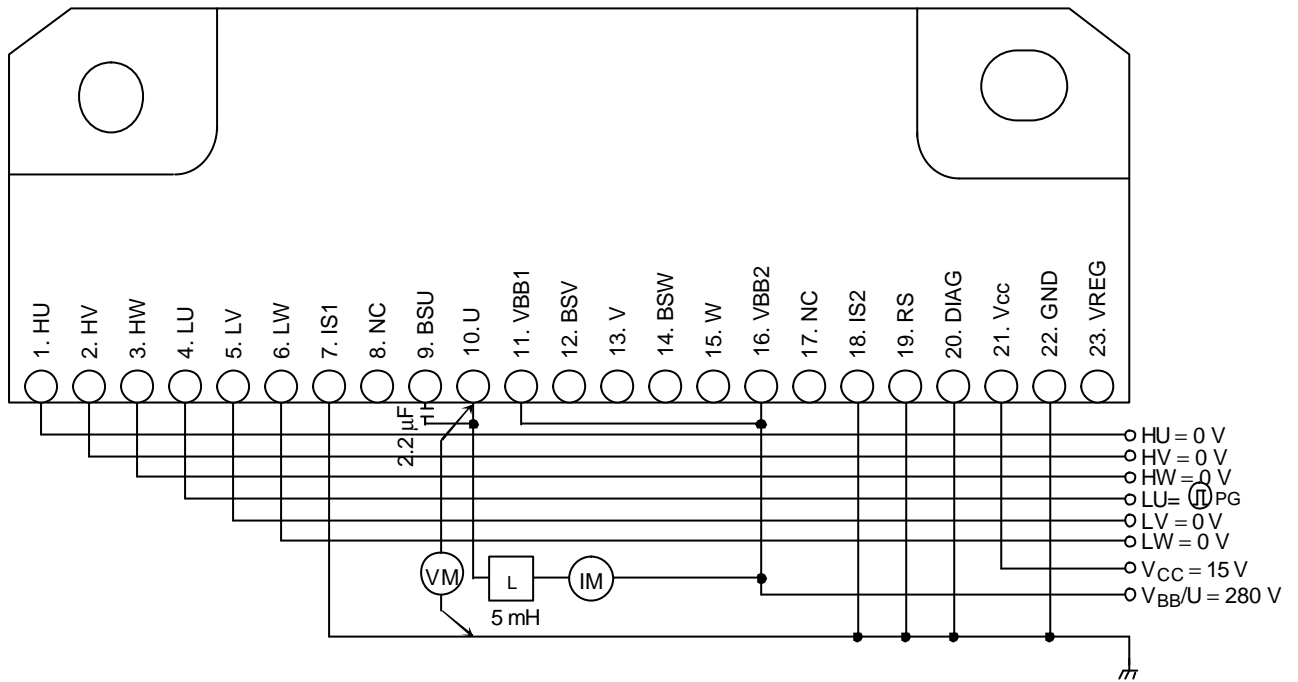 1. HU
2. HV
3. HW
4. LU
5. LV
6. LW
7. IS1
8. NC
9. BSU
10. U
11. VBB1
12. BSV
13. V
14. BSW
15. W
16. VBB2
17. NC
18. IS2
19. RS
20. DIAG
21. Vcc
22. GND
23. VREG
2.2 μF
HU = 0 V
HV = 0 V
HW = 0 V
LU= PG
LV = 0 V
LW = 0 V
VCC = 15 V
VBB/U = 280 V
VM
L
IM
5 mH